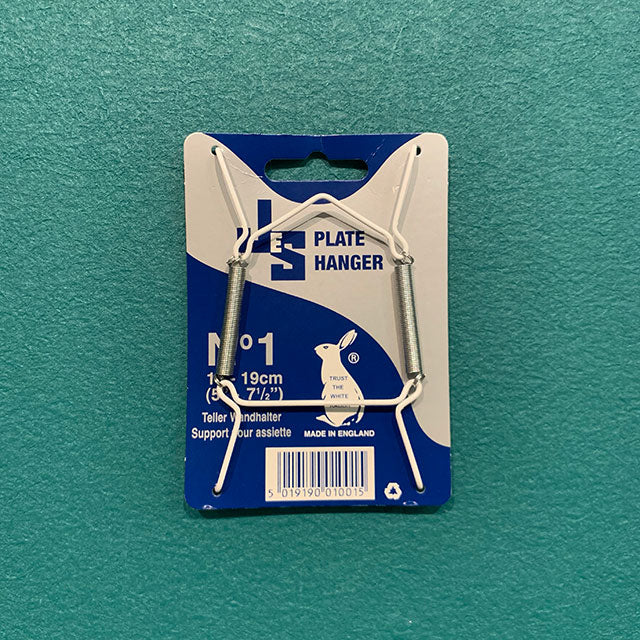 JES PLATE
HANGER
Nº1
19cm
7½")
Teller Wandhalter
Support pour assiette
®
TRUST
THE
WHITE
MADE IN ENGLAND
5 019190 010015